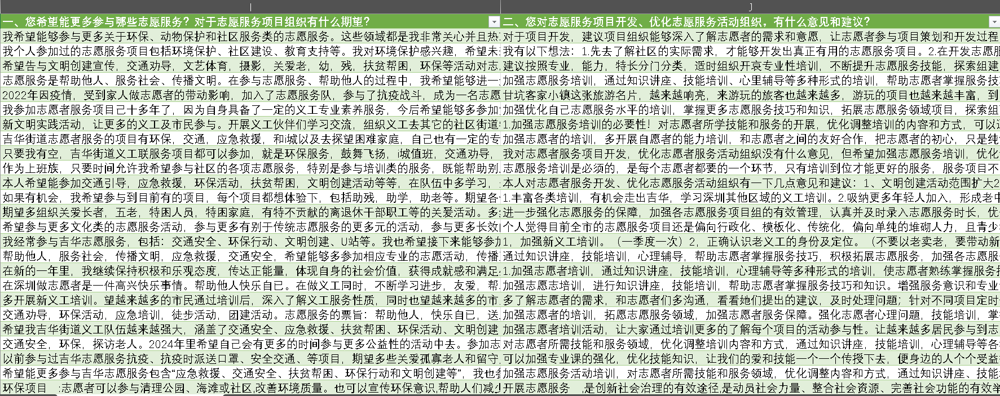 I J
一、您希望能更多参与哪些志愿服务？对于志愿服务项目组织有什么期望？ 二、您对志愿服务项目开发、优化志愿服务活动组织，有什么意见和建议？
我希望能够参与更多关于环保、动物保护和社区服务类的志愿服务。这些领域都是我非常关心并且热 对于项目开发，建议项目组织能够深入了解志愿者的需求和意愿，让志愿者参与项目策划和开发过程
我个人参加过的志愿服务项目包括环境保护、社区建设、教育支持等。我对环境保护感兴趣，希望未 我有以下想法：1.先去了解社区的实际需求，才能够开发出真正有用的志愿服务项目。2.在开发志愿服
希望告与文明创建宣传，交通劝导，文艺体育，摄影，关爱老，幼，残，扶贫帮困，环保等活动对志 建议按照专业，能力，特长分门分类，适时组织开衰专业性培训，不断提升志愿服务技能，探索组建
志愿服务是帮助他人、服务社会、传播文明。在参与志愿服务、帮助他人的过程中，我希望能够进一 加强志愿服务培训，通过知识讲座、技能培训、心里辅导等多种形式的培训，帮助志愿者掌握服务技
2022年因疫情，受到家人做志愿者的带动影响，加入了志愿服务队，参与了抗疫战斗，成为一名志愿 甘坑客家小镇这张旅游名片，越来越响亮，来游玩的旅客也越来越多，游玩的项目也越来越丰富，到
我参加志愿者服务项目己十多年了，因为自身具备了一定的义工专业素养服务，今后希望能够多参加 加强优化自己志愿服务水平的培训，掌握更多志愿服务技巧和知识，拓展志愿服务领域项目，探索组
新文明实践活动，让更多的义工及市民参与。开展义工伙伴们学习交流，组织义工去其它的社区街道 1.加强志愿服务培训的必要性！对志愿者所学技能和服务的开展，优化调整培训的内容和方式，可以
吉华街道志愿者服务的项目有环保，交通，应急救援，和i城以及去探望困难家庭，自己也有一定的专 加强志愿者的培训，多开展自愿者的能力培训，和志愿者之间的友好合作，把志愿者的初心，只是纯
只要我有空，吉华街道义工联服务项目都可以参加，就是环保服务，鼓舞飞扬，i城值班，交通劝导， 我对志愿者服务项目开发，优化志愿者服务活动组织没有什么意见，但希望加强志愿服务培训，优化
作为上班族，只要时间允许我希望参与社区的各项志愿服务，特别是参与培训类的服务，既能帮助别 志愿服务培训是必须的，是每个志愿者都要的一个环节，只有培训到位才能更好的服务，服务项目不
本人希望能参加交通引导，应急救援，环保活动，扶贫帮困，文明创建活动等等，在队伍中多学习， 本人对志愿者服务开发、优化志愿服务活动组织有一下几点意见和建议：1、文明创建活动范围扩大2
如果有机会，我希望参与到目前有的项目，每个项目都想体验下，包括助残，助学，助老等。期望各 1.丰富各类培训，有机会走出吉华，学习深圳其他区域的义工培训。2.吸纳更多年轻人加入，形成老中
期望多组织关爱长者，五老，特困人员，特困家庭，有特不贡献的离退休干部职工等的关爱活动。多 进一步强化志愿服务的保障，加强各志愿服务项目组的有效管理，认真并及时录入志愿服务时长，优
希望参与更多文化类的志愿服务活动，参与更多有别于传统志愿服务的更多元的活动，参与更多长效 个人觉得目前全市的志愿服务项目还是偏向行政化、模板化、传统化，偏向单纯的堆砌人力，且青少
我经常参与吉华志愿服务，包括：交通安全、环保行动、文明创建、U站等。我也希望接下来能够参加 1，加强新义工培训。（一季度一次）2，正确认识老义工的身份及定位。（不要以老卖老，要带动新
帮助他人，服务社会，传播文明，应急救援，交通安全，希望能够多参加相应专业的志愿活动，传播 通过知识讲座，技能培训，心理辅导，帮助志愿者掌握服务技巧，积极拓展志愿服务，加强各志愿服
在新的一年里，我继续保持积极和乐观态度，传达正能量，体现自身的社会价值，获得成就感和满足 1.加强志愿者培训，通过知识讲座，技能培训，心理辅导等多种形式的培训，使志愿者熟练掌握服务
在深圳做志愿者是一件高兴快乐事情。帮助他人快乐自已。在做义工同时，不断学习进步，友爱，帮 加强志愿志培训，进行知识讲座，技能培训，帮助志愿者掌握服务技巧和知识。增强服务意识和专业
多开展新义工培训。望越来越多的市民通过培训后，深入了解义工服务性质，同时也望越来越多的市 多了解志愿者的需求，和志愿者们多沟通，看看她们提出的建议，及时处理问题；针对不同项目定时
交通劝导，环保活动，应急培训，徒步活动，团建活动。志愿服务的票旨：帮助他人，快乐自已，送 加强志愿者的培训，拓愿志愿服务领域，加强志愿者服务保障。强化志愿者心理问题，技能培训，掌
希望我吉华街道义工队伍越来越强大，涵盖了交通安全、应急救援、扶贫帮困、环保活动、文明创建 加强志愿者培训活动，让大家通过培训更多的了解每个项目的活动参与性。让越来越多居民参与到志
交通安全，环保，探访老人。2024年里希望自己会有更多的时间参与更多公益性的活动中去。参加志 对志愿者所需技能和服务领域，优化调整培训内容和方式，通过知识讲座，技能培训，心理辅导等各
以前参与过吉华志愿服务抗疫、抗疫时派送口罩、安全交通、等项目，期望多些关爱孤寡老人和留守 可以加强专业课的强化，优化技能知识，让我们的爱和技能一个一个传授下去，便身边的人个个受益
希望能更多参与吉华志愿服务包含“应急救援、交通安全、扶贫帮困、环保行动和文明创建等”，我也 加强志愿服务活动培训，对志愿者所需技能和服务领域，优化调整内容和方式，通过知识讲座、技能
环保项目 :志愿者可以参与清理公园、海滩或社区,改善环境质量。也可以宣传环保意识,帮助人们减少 开展志愿服务 ,是创新社会治理的有效途径,是动员社会力量、整合社会资源、完善社会功能的有效举